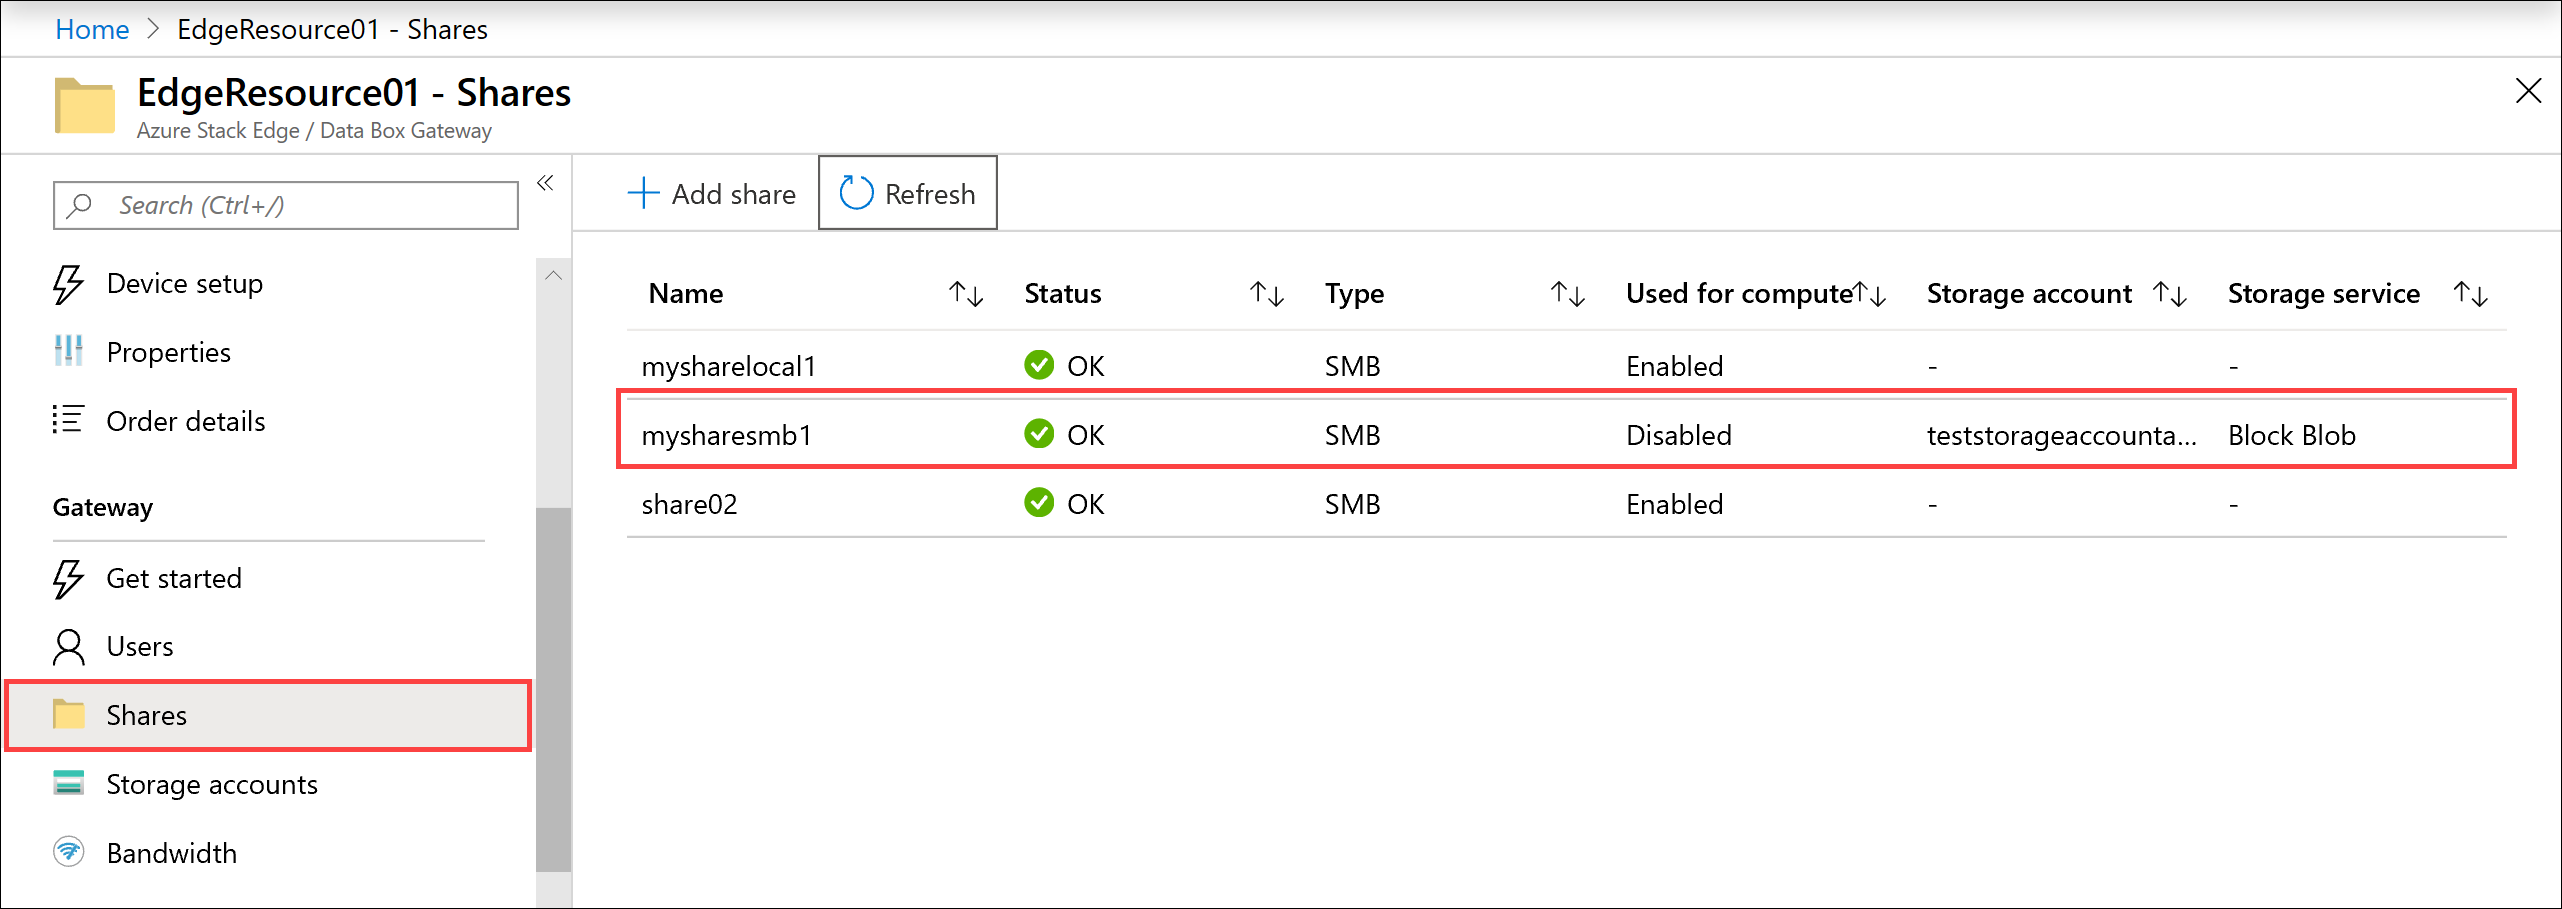 Home > EdgeResource01 - Shares
EdgeResource01 - Shares
Azure Stack Edge / Data Box Gateway
Search (Ctrl+/)
Device setup
Properties
Order details
Gateway
Get started
Users
Shares
Storage accounts
Bandwidth
Add share Refresh
Name Status Type Used for compute Storage account Storage service
mysharelocal1 OK SMB Enabled - -
mysharesmb1 OK SMB Disabled teststorageaccounta... Block Blob
share02 OK SMB Enabled - -